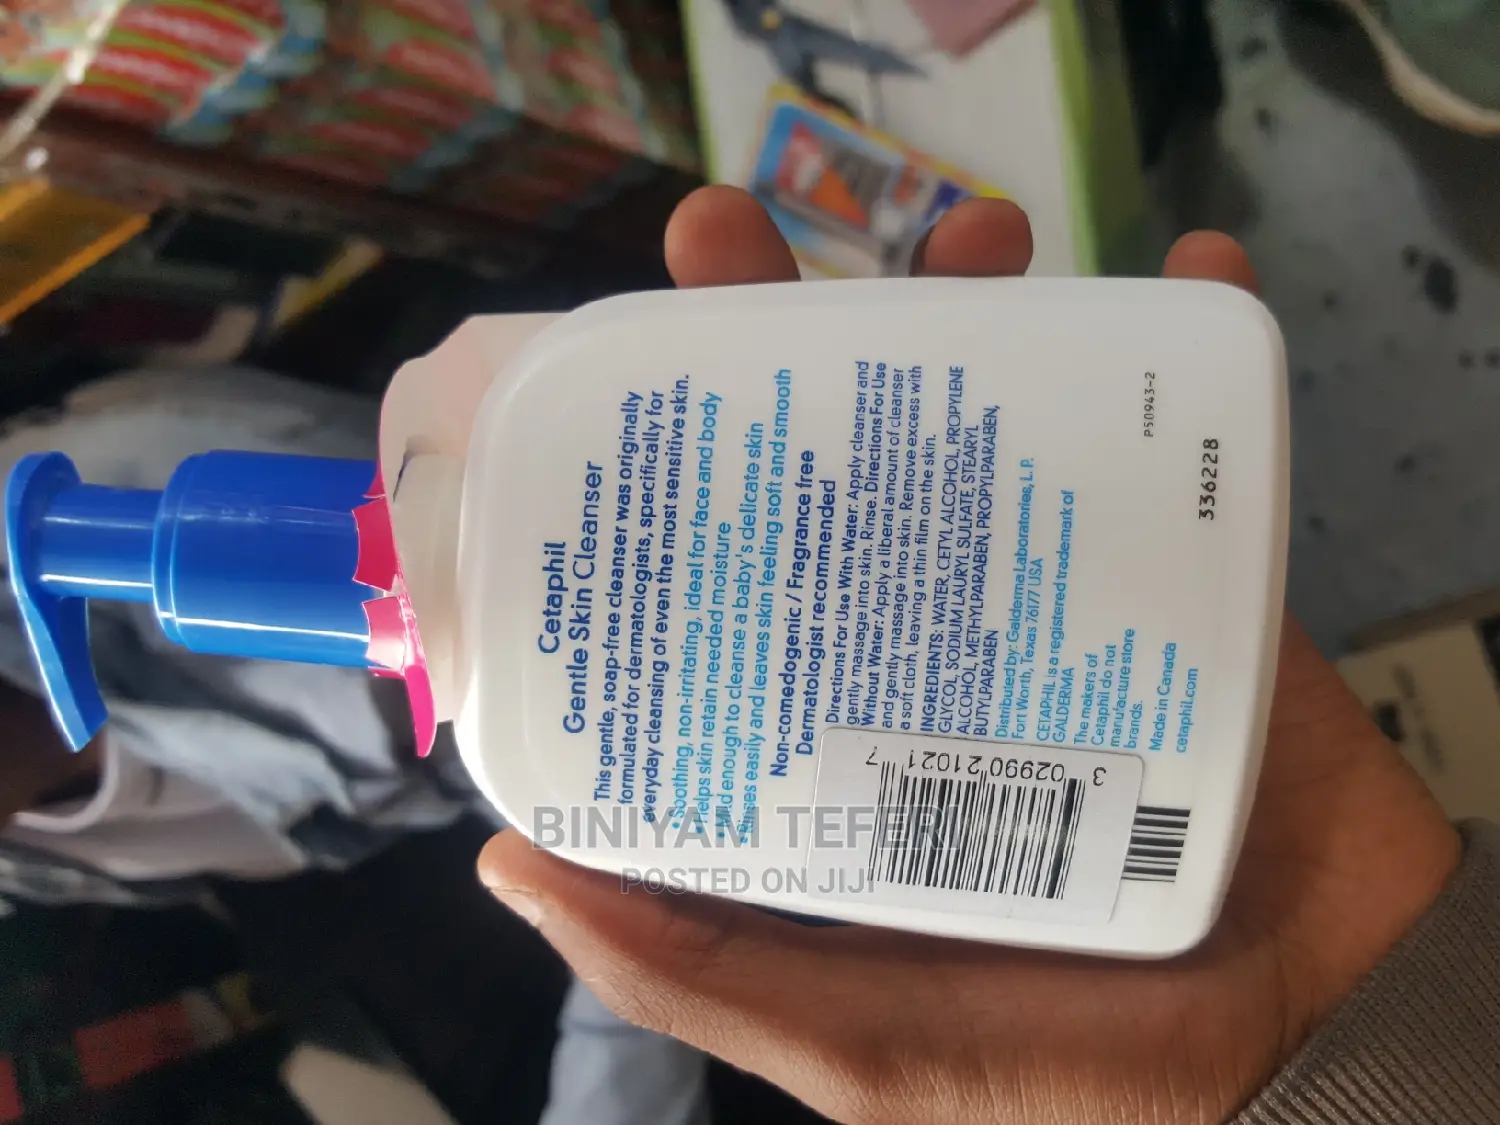 Cetaphil
Gentle Skin Cleanser
This gentle, soap-free cleanser was originally
formulated for dermatologists, specifically for
everyday cleansing of even the most sensitive skin.
• Soothing, non-irritating, ideal for face and body
• Helps skin retain needed moisture
• Mild enough to cleanse a baby's delicate skin
• Rinses easily and leaves skin feeling soft and smooth
Non-comedogenic / Fragrance free
Dermatologist recommended
Directions For Use With Water: Apply cleanser and
gently massage into skin. Rinse. Directions For Use
Without Water: Apply a liberal amount of cleanser
and gently massage into skin. Remove excess with
a soft cloth, leaving a thin film on the skin.
INGREDIENTS: WATER, CETYL ALCOHOL, PROPYLENE
GLYCOL, SODIUM LAURYL SULFATE, STEARYL
ALCOHOL, METHYLPARABEN, PROPYLPARABEN,
BUTYLPARABEN
Distributed by: Galderma Laboratories, L.P.
Fort Worth, Texas 76177 USA
CETAPHIL is a registered trademark of
GALDERMA
The makers of
Cetaphil do not
manufacture store
brands.
Made in Canada
cetaphil.com
P50943-2
336228
3 02990 21021 7
BINIYAM TEFERI
POSTED ON JIJI